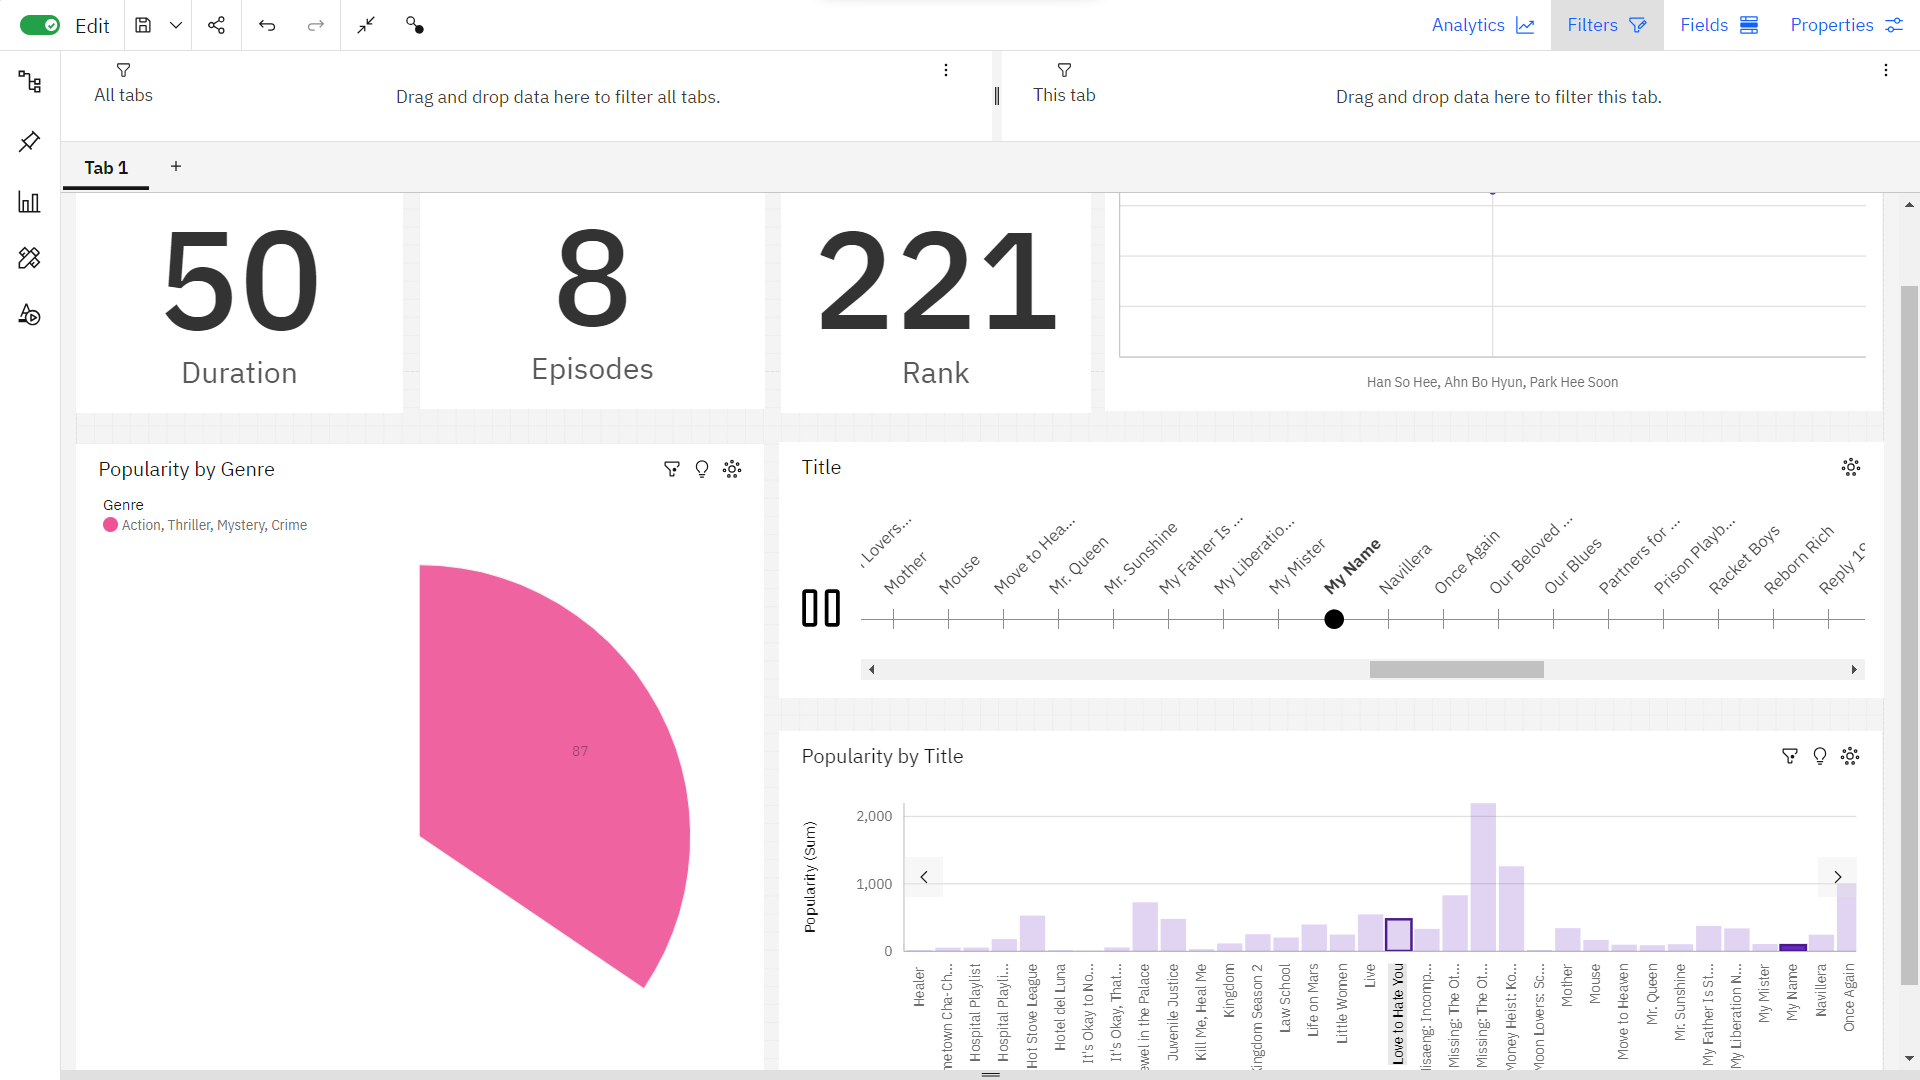 Edit
Analytics
Filters
Fields
Properties
All tabs
Drag and drop data here to filter all tabs.
This tab
Drag and drop data here to filter this tab.
Tab 1
+
50
Duration
8
Episodes
221
Rank
Han So Hee, Ahn Bo Hyun, Park Hee Soon
Popularity by Genre
Genre
Action, Thriller, Mystery, Crime
87
Title
Lovers...
Mother
Mouse
Move to Hea...
Mr. Queen
Mr. Sunshine
My Father Is ...
My Liberatio...
My Mister
My Name
Navillera
Once Again
Our Beloved ...
Our Blues
Partners for ...
Prison Playb...
Racket Boys
Reborn Rich
Reply 19
Popularity by Title
Popularity (Sum)
2,000
1,000
0
Healer
metown Cha-Ch...
Hospital Playlist
Hospital Playli...
Hot Stove League
Hotel del Luna
It's Okay to No...
It's Okay, That...
ewel in the Palace
Juvenile Justice
Kill Me, Heal Me
Kingdom
ingdom Season 2
Law School
Life on Mars
Little Women
Live
Love to Hate You
isaeng: Incomp...
Missing: The Ot...
Missing: The Ot...
Money Heist: Ko...
Moon Lovers: Sc...
Mother
Mouse
Move to Heaven
Mr. Queen
Mr. Sunshine
My Father Is St...
My Liberation N...
My Mister
My Name
Navillera
Once Again